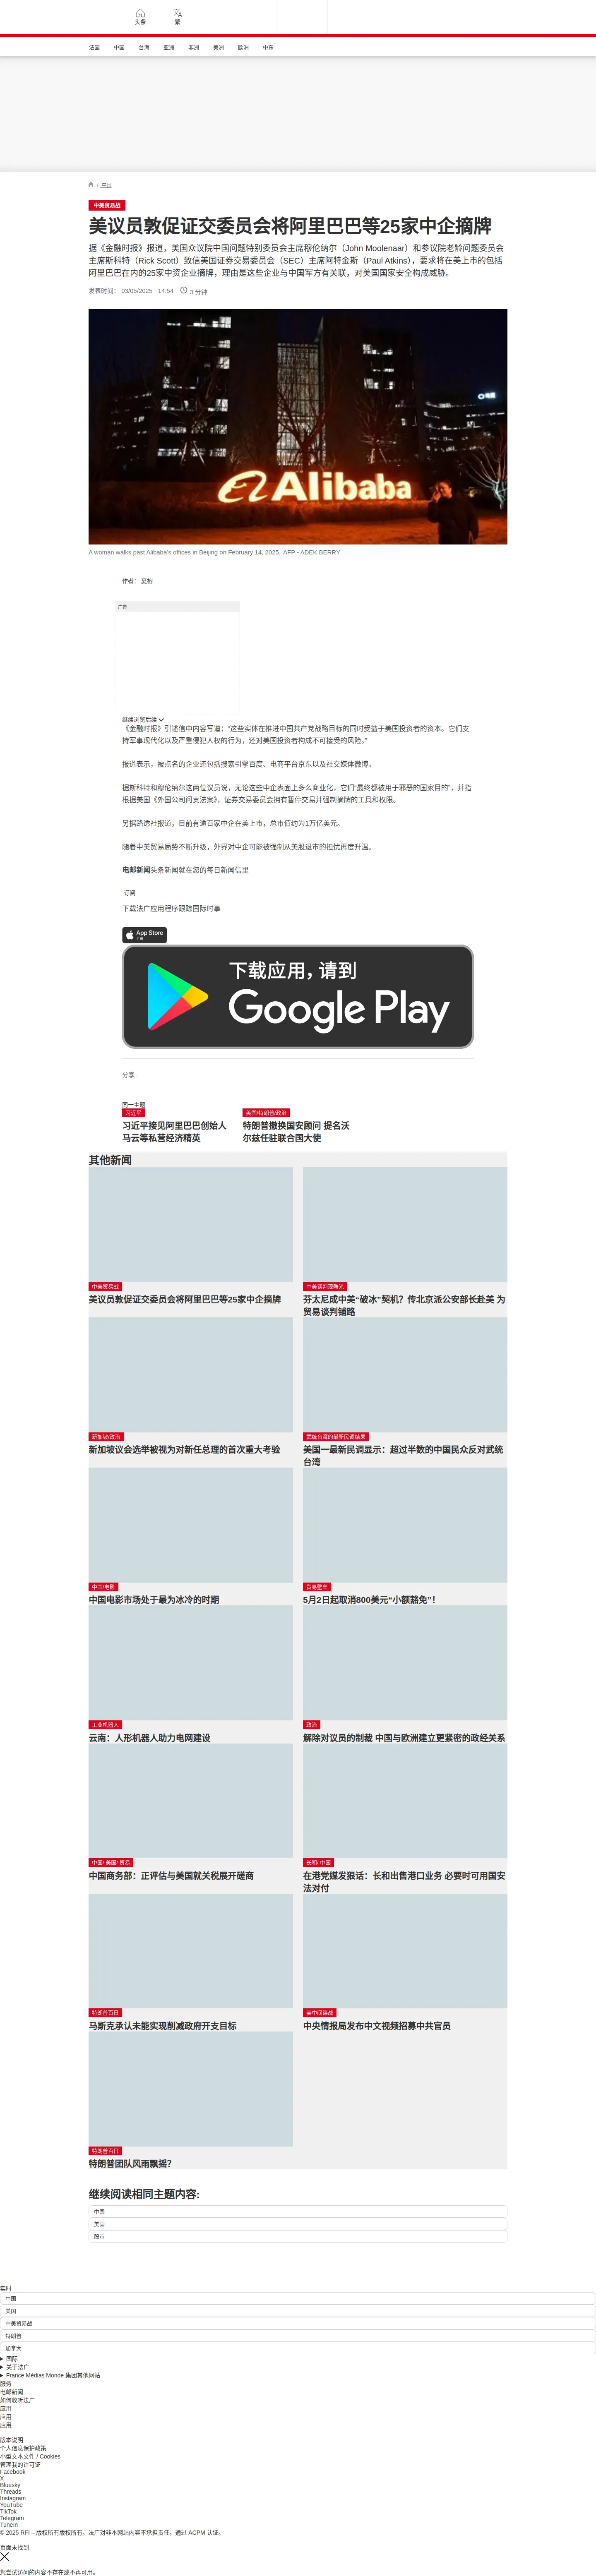 头条
繁
法国 中国 台海 亚洲 非洲 美洲 欧洲 中东
/ 中国
中美贸易战
美议员敦促证交委员会将阿里巴巴等25家中企摘牌
据《金融时报》报道，美国众议院中国问题特别委员会主席穆伦纳尔（John Moolenaar）和参议院老龄问题委员会
主席斯科特（Rick Scott）致信美国证券交易委员会（SEC）主席阿特金斯（Paul Atkins），要求将在美上市的包括
阿里巴巴在内的25家中资企业摘牌，理由是这些企业与中国军方有关联，对美国国家安全构成威胁。
发表时间： 03/05/2025 - 14:54 3 分钟
Alibaba
A woman walks past Alibaba's offices in Beijing on February 14, 2025. AFP - ADEK BERRY
作者： 夏榕
广告
继续浏览后续
《金融时报》引述信中内容写道：“这些实体在推进中国共产党战略目标的同时受益于美国投资者的资本。它们支
持军事现代化以及严重侵犯人权的行为，还对美国投资者构成不可接受的风险。”
报道表示，被点名的企业还包括搜索引擎百度、电商平台京东以及社交媒体微博。
据斯科特和穆伦纳尔这两位议员说，无论这些中企表面上多么商业化，它们“最终都被用于邪恶的国家目的”，并指
根据美国《外国公司问责法案》，证券交易委员会拥有暂停交易并强制摘牌的工具和权限。
另据路透社报道，目前有逾百家中企在美上市，总市值约为1万亿美元。
随着中美贸易局势不断升级，外界对中企可能被强制从美股退市的担忧再度升温。
电邮新闻头条新闻就在您的每日新闻信里
订阅
下载法广应用程序跟踪国际时事
App Store
下载
下载应用，请到
Google Play
分享 :
同一主题
习近平
习近平接见阿里巴巴创始人
马云等私营经济精英
美国/特朗普/政治
特朗普撤换国安顾问 提名沃
尔兹任驻联合国大使
其他新闻
中美贸易战
美议员敦促证交委员会将阿里巴巴等25家中企摘牌
中美谈判现曙光
芬太尼成中美“破冰”契机？传北京派公安部长赴美 为
贸易谈判铺路
新加坡/政治
新加坡议会选举被视为对新任总理的首次重大考验
武统台湾的最新民调结果
美国一最新民调显示：超过半数的中国民众反对武统
台湾
中国/电影
中国电影市场处于最为冰冷的时期
贸易壁垒
5月2日起取消800美元“小额豁免”！
工业机器人
云南：人形机器人助力电网建设
政治
解除对议员的制裁 中国与欧洲建立更紧密的政经关系
中国/ 美国/ 贸易
中国商务部：正评估与美国就关税展开磋商
长和/ 中国
在港党媒发狠话：长和出售港口业务 必要时可用国安
法对付
特朗普百日
马斯克承认未能实现削减政府开支目标
美中间谍战
中央情报局发布中文视频招募中共官员
特朗普百日
特朗普团队风雨飘摇？
继续阅读相同主题内容:
中国
美国
股市
实时
中国
美国
中美贸易战
特朗普
加拿大
国际
关于法广
France Médias Monde 集团其他网站
服务
电邮新闻
如何收听法广
应用
应用
应用
版本说明
个人信息保护政策
小型文本文件 / Cookies
管理我的许可证
Facebook
X
Bluesky
Threads
Instagram
YouTube
TikTok
Telegram
TuneIn
© 2025 RFI – 版权所有版权所有。法广对非本网站内容不承担责任。通过 ACPM 认证。
页面未找到
您尝试访问的内容不存在或不再可用。